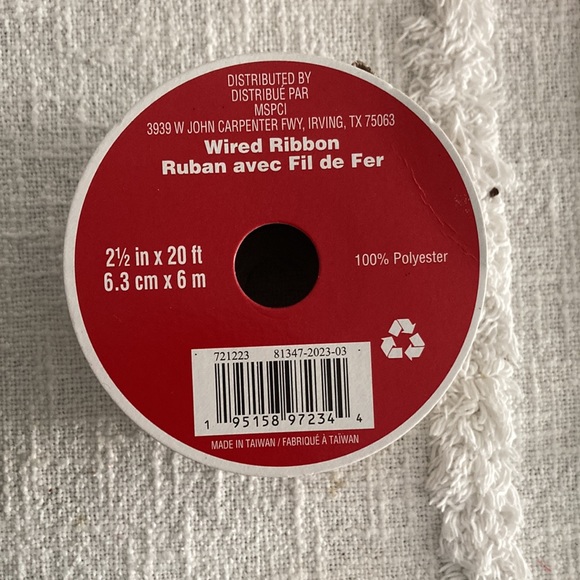 DISTRIBUTED BY
DISTRIBUÉ PAR
MSPCI
3939 W JOHN CARPENTER FWY, IRVING, TX 75063
Wired Ribbon
Ruban avec Fil de Fer
2½ in x 20 ft
6.3 cm x 6 m
100% Polyester
721223 81347-2023-03
1 95158 97234 4
MADE IN TAIWAN / FABRIQUÉ À TAÏWAN